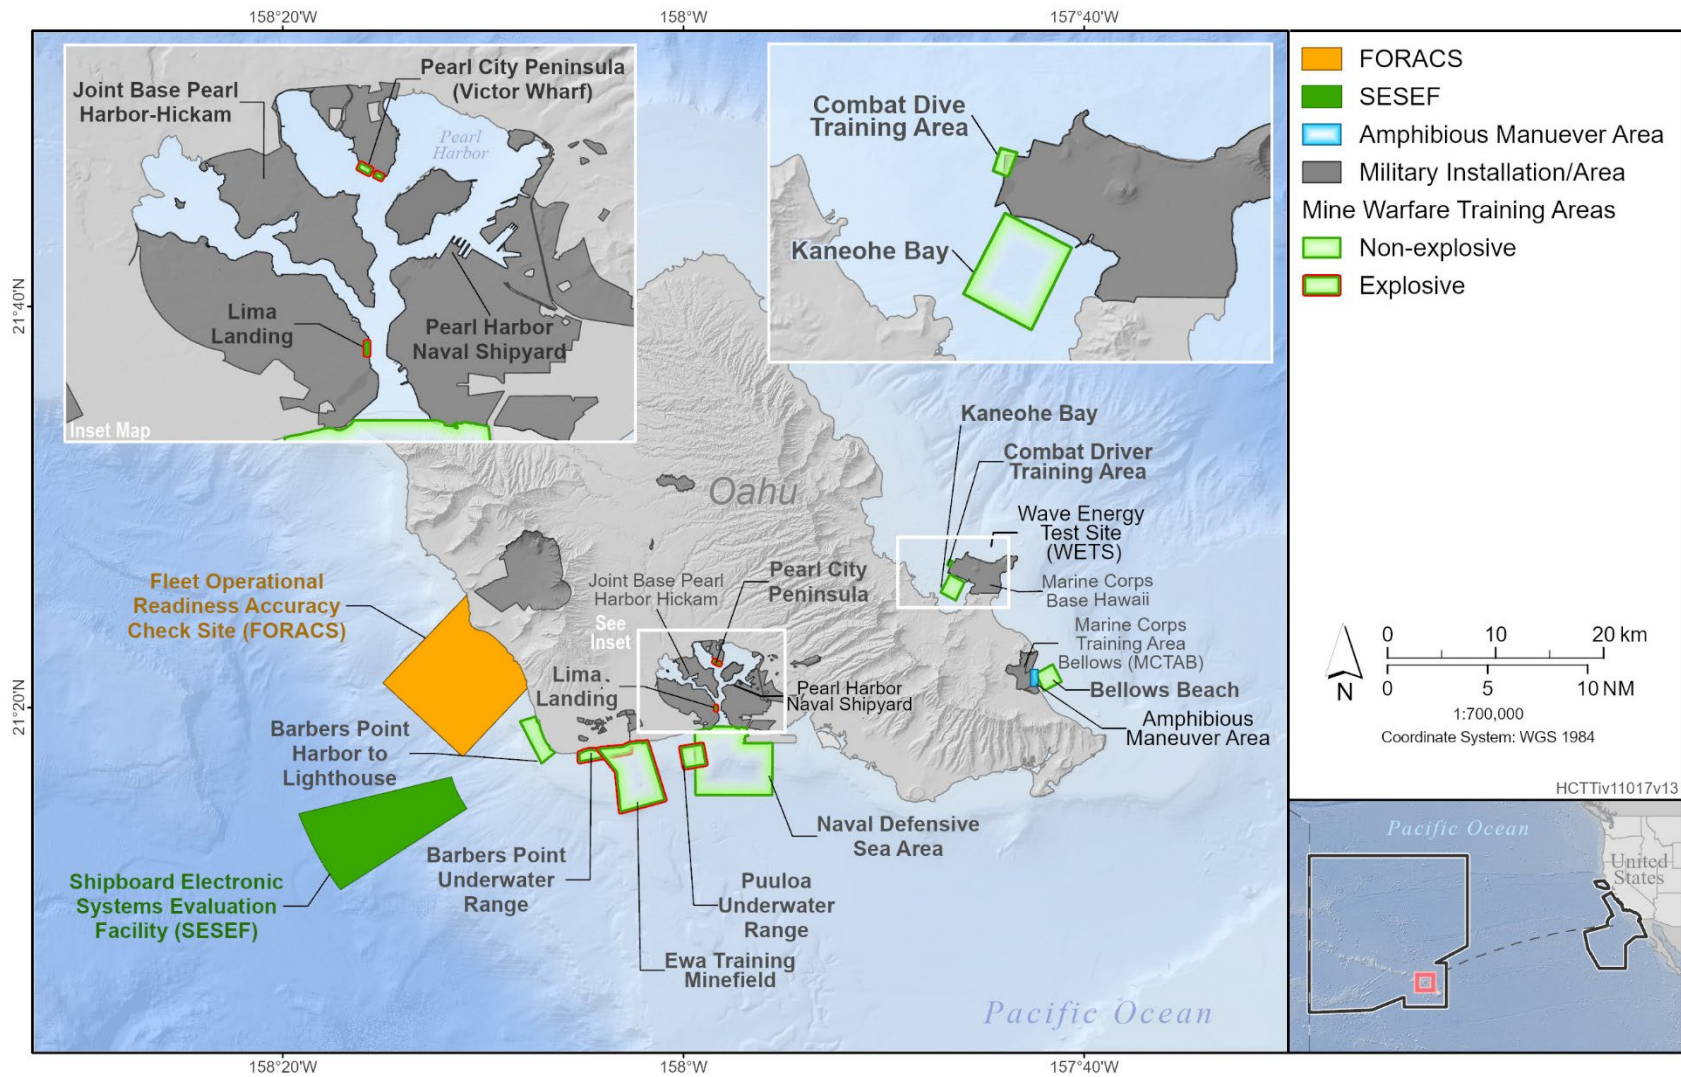 158°20'W
158°W
157°40'W
21°40'N
21°20'N
Joint Base Pearl
Harbor-Hickam
Pearl City Peninsula
(Victor Wharf)
Pearl
Harbor
Lima
Landing
Pearl Harbor
Naval Shipyard
Inset Map
Combat Dive
Training Area
Kaneohe Bay
Kaneohe Bay
Combat Driver
Training Area
Oahu
Wave Energy
Test Site
(WETS)
Marine Corps
Base Hawaii
Marine Corps
Training Area
Bellows (MCTAB)
Bellows Beach
Amphibious
Maneuver Area
Joint Base Pearl
Harbor Hickam
Pearl City
Peninsula
See
Inset
Lima
Landing
Pearl Harbor
Naval Shipyard
Fleet Operational
Readiness Accuracy
Check Site (FORACS)
Barbers Point
Harbor to
Lighthouse
Shipboard Electronic
Systems Evaluation
Facility (SESEF)
Barbers Point
Underwater
Range
Puuloa
Underwater
Range
Ewa Training
Minefield
Naval Defensive
Sea Area
Pacific Ocean
158°20'W
158°W
157°40'W
FORACS
SESEF
Amphibious Manuever Area
Military Installation/Area
Mine Warfare Training Areas
Non-explosive
Explosive
N
0 10 20 km
0 5 10 NM
1:700,000
Coordinate System: WGS 1984
HCTTiv11017v13
Pacific Ocean
United
States